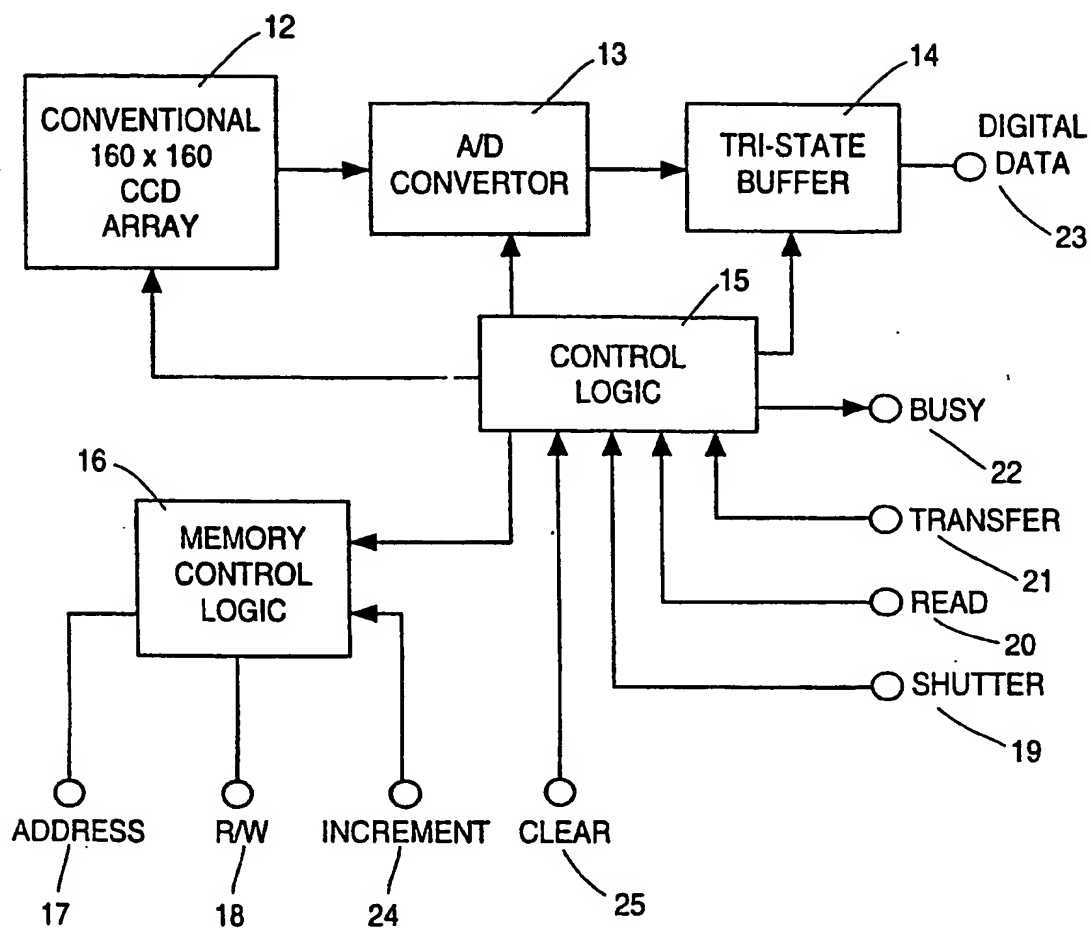 12
13
14
CONVENTIONAL
160 x 160
CCD
ARRAY
A/D
CONVERTOR
TRI-STATE
BUFFER
DIGITAL
DATA
23
15
CONTROL
LOGIC
BUSY
22
16
MEMORY
CONTROL
LOGIC
TRANSFER
21
READ
20
SHUTTER
19
ADDRESS
R/W
INCREMENT
CLEAR
17
18
24
25